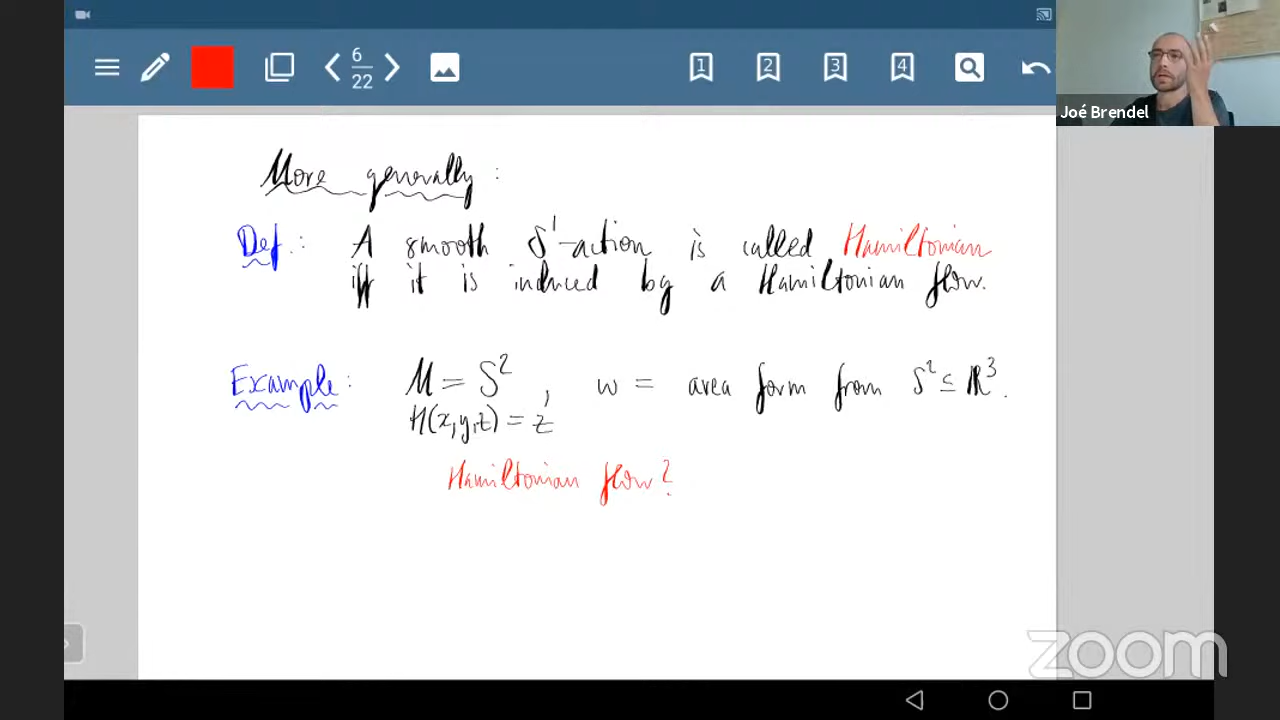 6
22
1
2
3
4
Joé Brendel
More generally :
Def. : A smooth S¹-action is called Hamiltonian
iff it is induced by a Hamiltonian flow.
Example : M = S², ω = area form from S² ⊆ ℝ³.
H(x,y,z) = z
Hamiltonian flow?
zoom